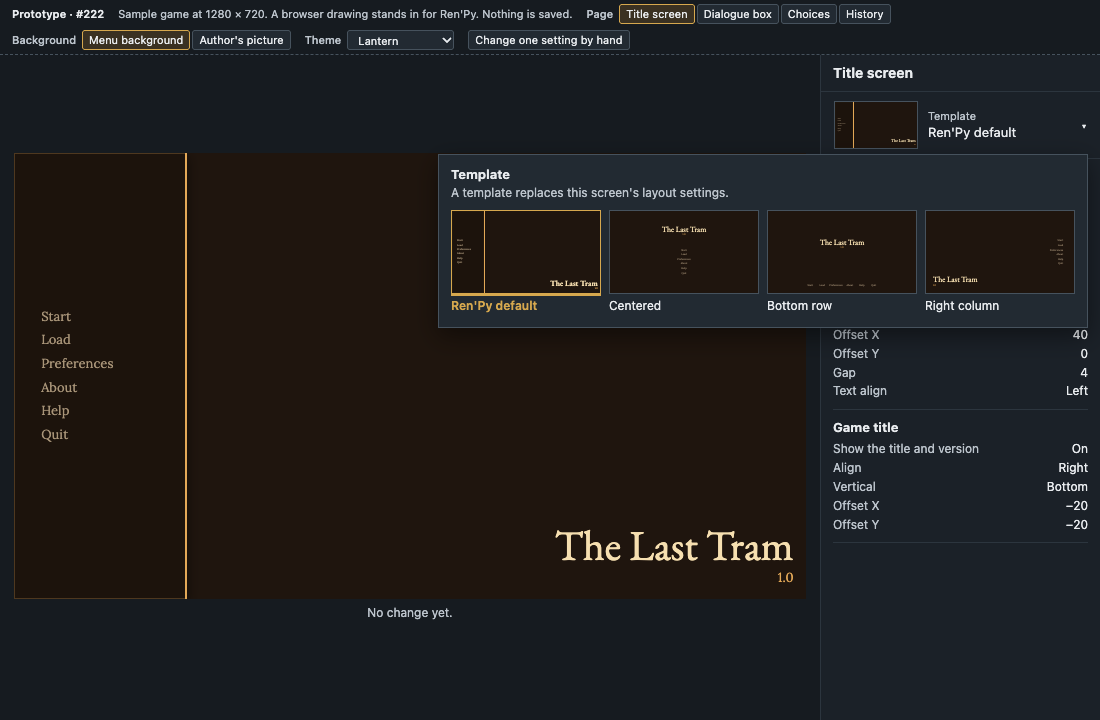 Prototype · #222 Sample game at 1280 × 720. A browser drawing stands in for Ren'Py. Nothing is saved. Page Title screen Dialogue box Choices History
Background Menu background Author's picture Theme Lantern Change one setting by hand
Title screen
Template
Ren'Py default
The Last Tram
Template
A template replaces this screen's layout settings.
The Last Tram
The Last Tram
The Last Tram
The Last Tram
Ren'Py default Centered Bottom row Right column
Start
Load
Preferences
About
Help
Quit
The Last Tram
1.0
No change yet.
Offset X 40
Offset Y 0
Gap 4
Text align Left
Game title
Show the title and version On
Align Right
Vertical Bottom
Offset X −20
Offset Y −20